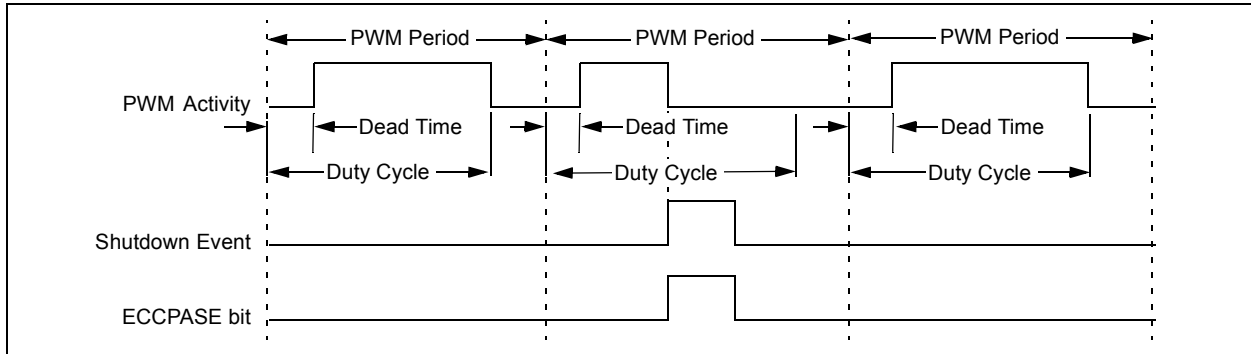 PWM Period PWM Period PWM Period
PWM Activity
Dead Time Dead Time Dead Time
Duty Cycle Duty Cycle Duty Cycle
Shutdown Event
ECCPASE bit